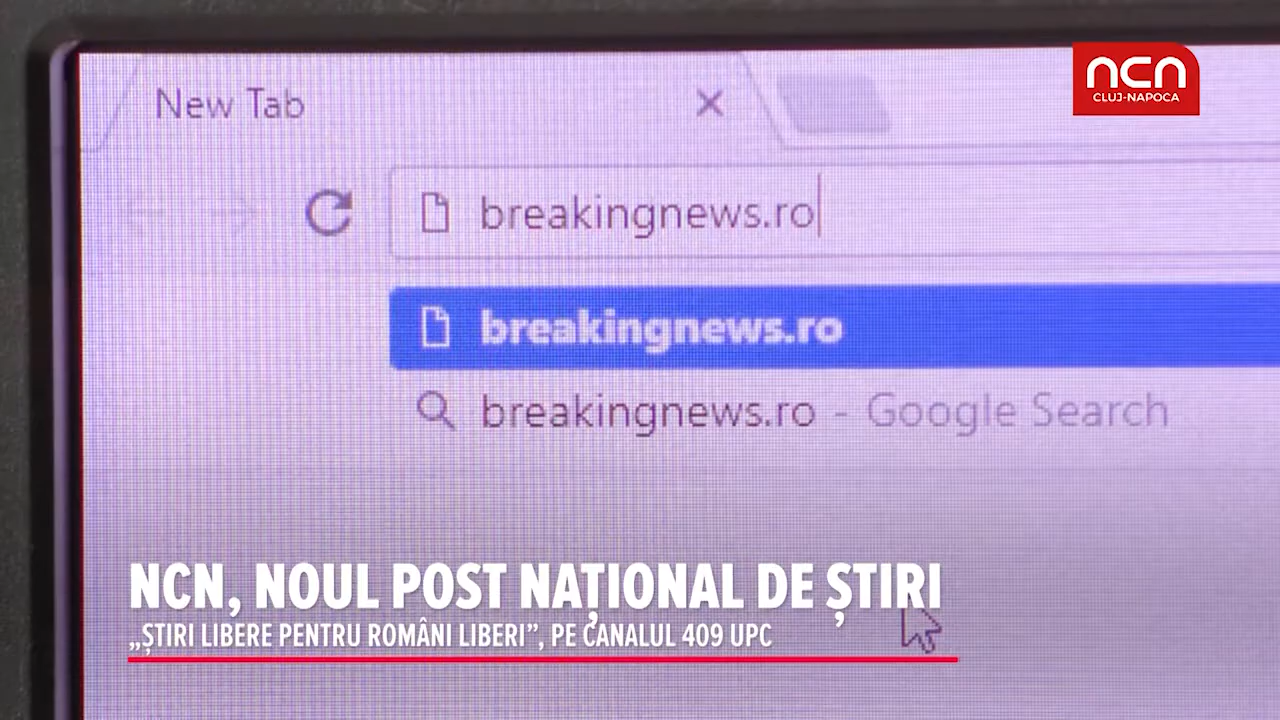 New Tab
ncn
CLUJ-NAPOCA
breakingnews.ro
breakingnews.ro
breakingnews.ro - Google Search
NCN, NOUL POST NAȚIONAL DE ȘTIRI
„ȘTIRI LIBERE PENTRU ROMÂNI LIBERI”, PE CANALUL 409 UPC